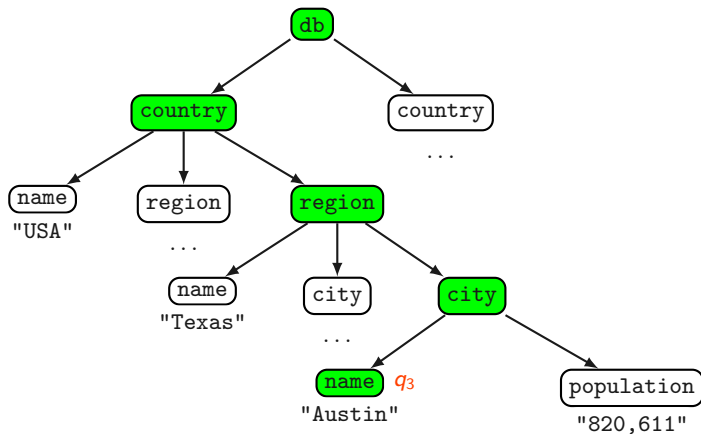 db
country country
...
name region region
"USA" ...
name city city
"Texas" ...
name q3 population
"Austin" "820,611"